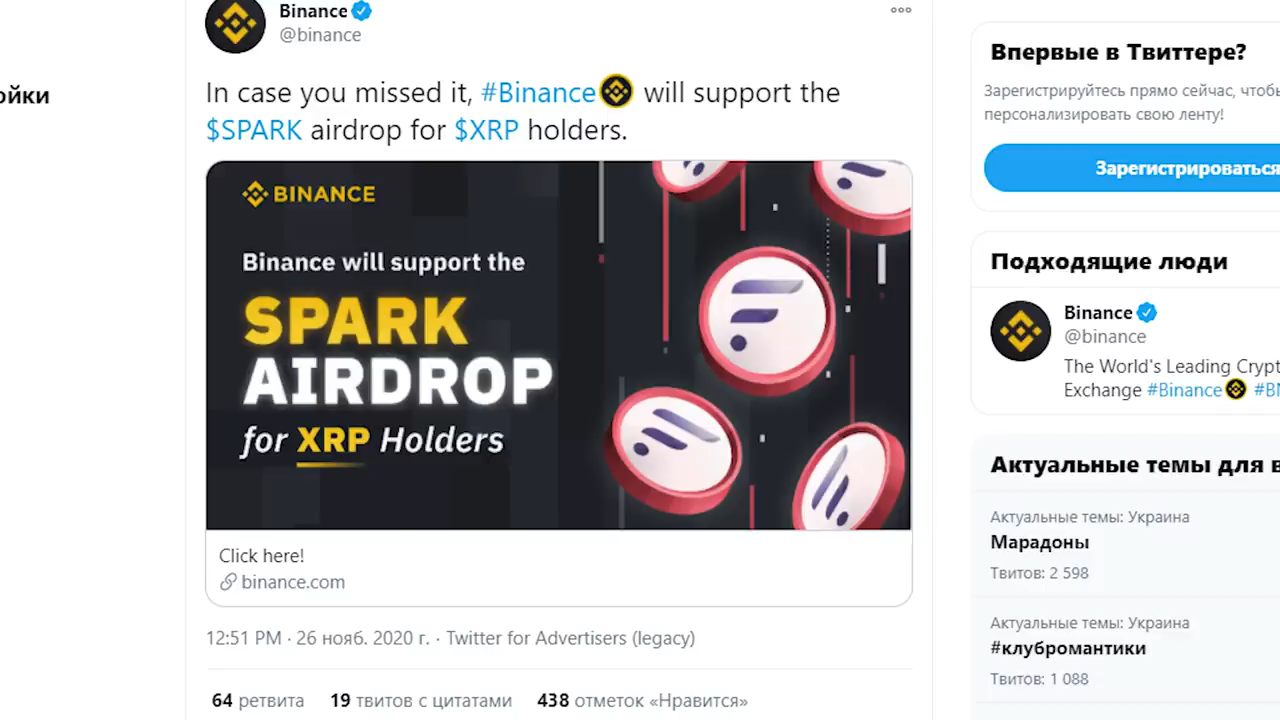 ойки
Binance
@binance
In case you missed it, #Binance will support the
$SPARK airdrop for $XRP holders.
BINANCE
Binance will support the
SPARK
AIRDROP
for XRP Holders
Click here!
binance.com
12:51 PM · 26 нояб. 2020 г. · Twitter for Advertisers (legacy)
64 ретвита 19 твитов с цитатами 438 отметок «Нравится»
Впервые в Твиттере?
Зарегистрируйтесь прямо сейчас, чтобь
персонализировать свою ленту!
Зарегистрироваться
Подходящие люди
Binance
@binance
The World's Leading Crypt
Exchange #Binance #BN
Актуальные темы для в
Актуальные темы: Украина
Марадоны
Твитов: 2 598
Актуальные темы: Украина
#клубромантики
Твитов: 1 088